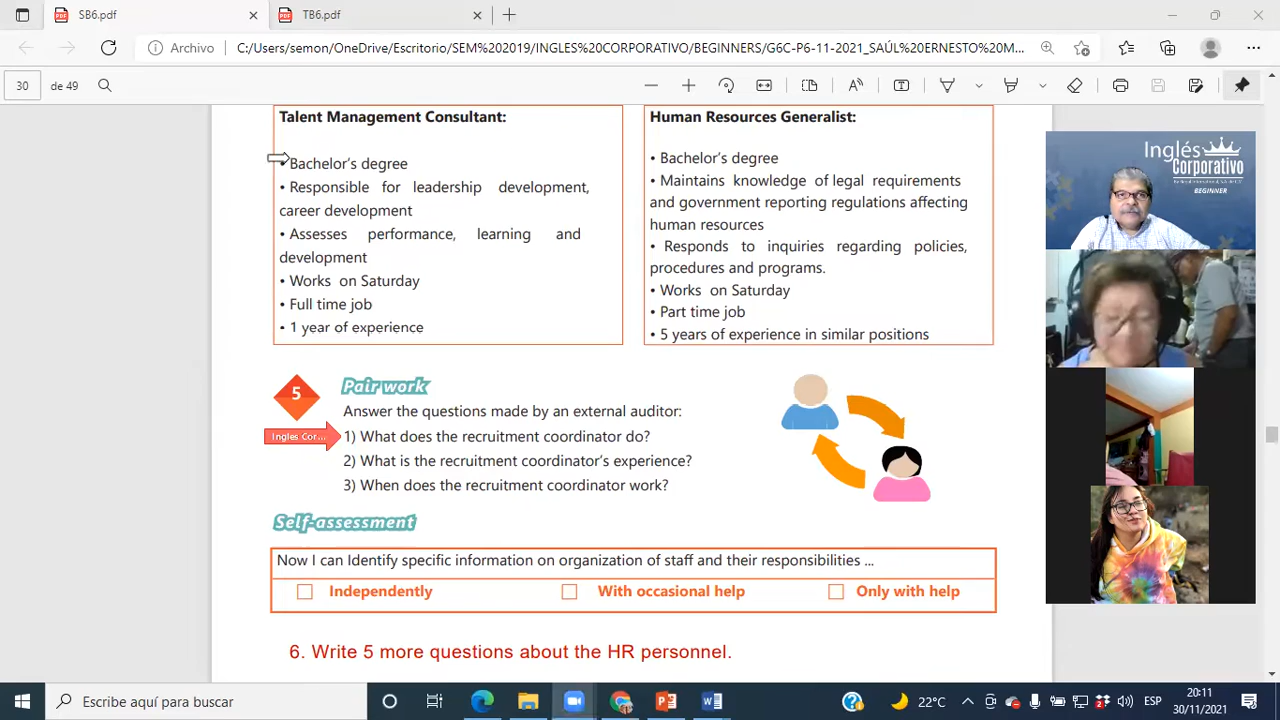 SB6.pdf
TB6.pdf
Archivo
C:/Users/semon/OneDrive/Escritorio/SEM%202019/INGLES%20CORPORATIVO/BEGINNERS/G6C-P6-11-2021_SAÚL%20ERNESTO%20M...
30
de 49
Talent Management Consultant:
• Bachelor's degree
• Responsible for leadership development,
career development
• Assesses performance, learning and
development
• Works on Saturday
• Full time job
• 1 year of experience
Human Resources Generalist:
• Bachelor's degree
• Maintains knowledge of legal requirements
and government reporting regulations affecting
human resources
• Responds to inquiries regarding policies,
procedures and programs.
• Works on Saturday
• Part time job
• 5 years of experience in similar positions
Inglés
Corporativo
BEGINNER
5
Pair work
Answer the questions made by an external auditor:
Ingles Cor...
1) What does the recruitment coordinator do?
2) What is the recruitment coordinator's experience?
3) When does the recruitment coordinator work?
Self-assessment
Now I can Identify specific information on organization of staff and their responsibilities ...
Independently
With occasional help
Only with help
6. Write 5 more questions about the HR personnel.
Escribe aquí para buscar
22°C
ESP
20:11
30/11/2021